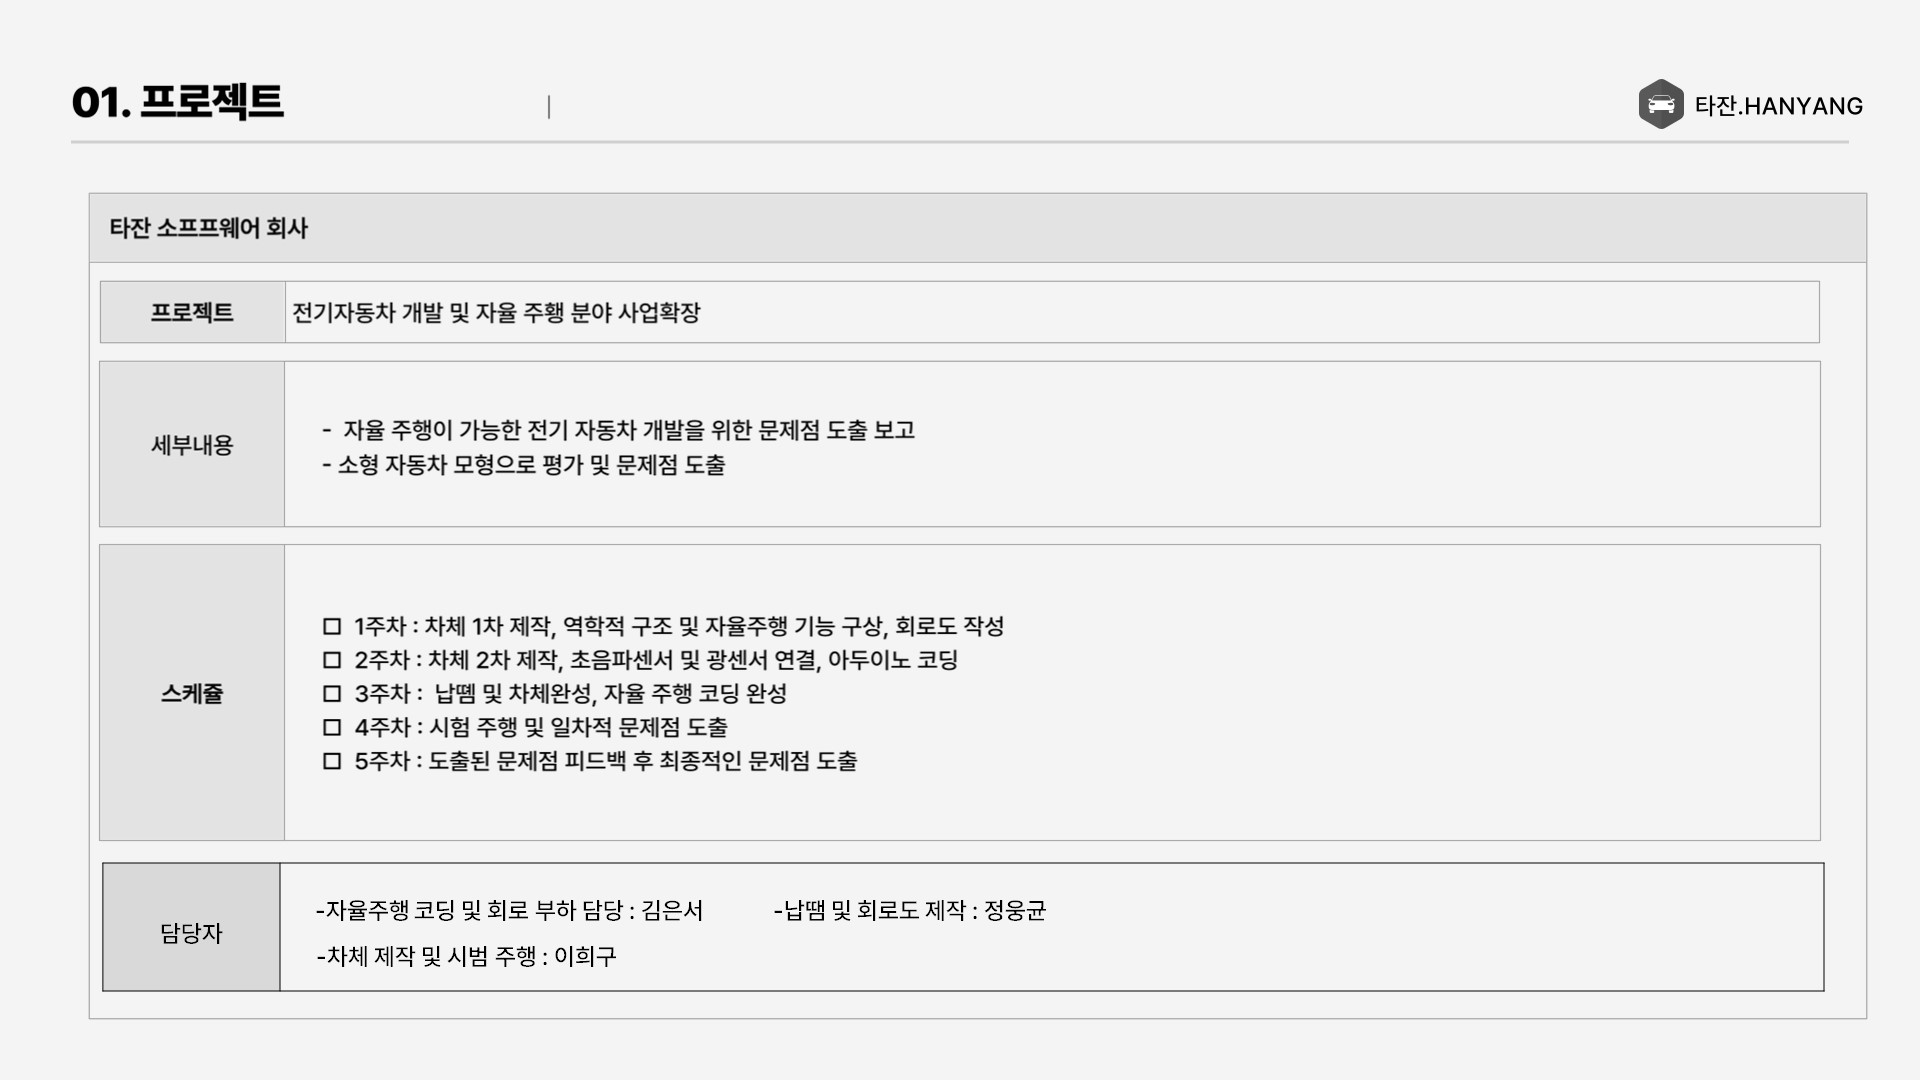 01. 프로젝트
타잔.HANYANG
타잔 소프프웨어 회사
프로젝트
전기자동차 개발 및 자율 주횅 분야 사업확장
세부내용
- 자율 주행이 가능한 전기 자동차 개발을 위한 문제점 도출 보고
- 소형 자동차 모형으로 평가 및 문제점 도출
스케쥴
□ 1주차 : 차체 1차 제작, 역학적 구조 및 자율주행 기능 구상, 회로도 작성
□ 2주차 : 차체 2차 제작, 초음파센서 및 광센서 연결, 아두이노 코딩
□ 3주차 : 납뗌 및 차체완성, 자율 주행 코딩 완성
□ 4주차 : 시험 주행 및 일차적 문제점 도출
□ 5주차 : 도출된 문제점 피드백 후 최종적인 문제점 도출
담당자
-자율주행 코딩 및 회로 부하 담당 : 김은서 -납땜 및 회로도 제작 : 정웅균
-차체 제작 및 시범 주행 : 이희구